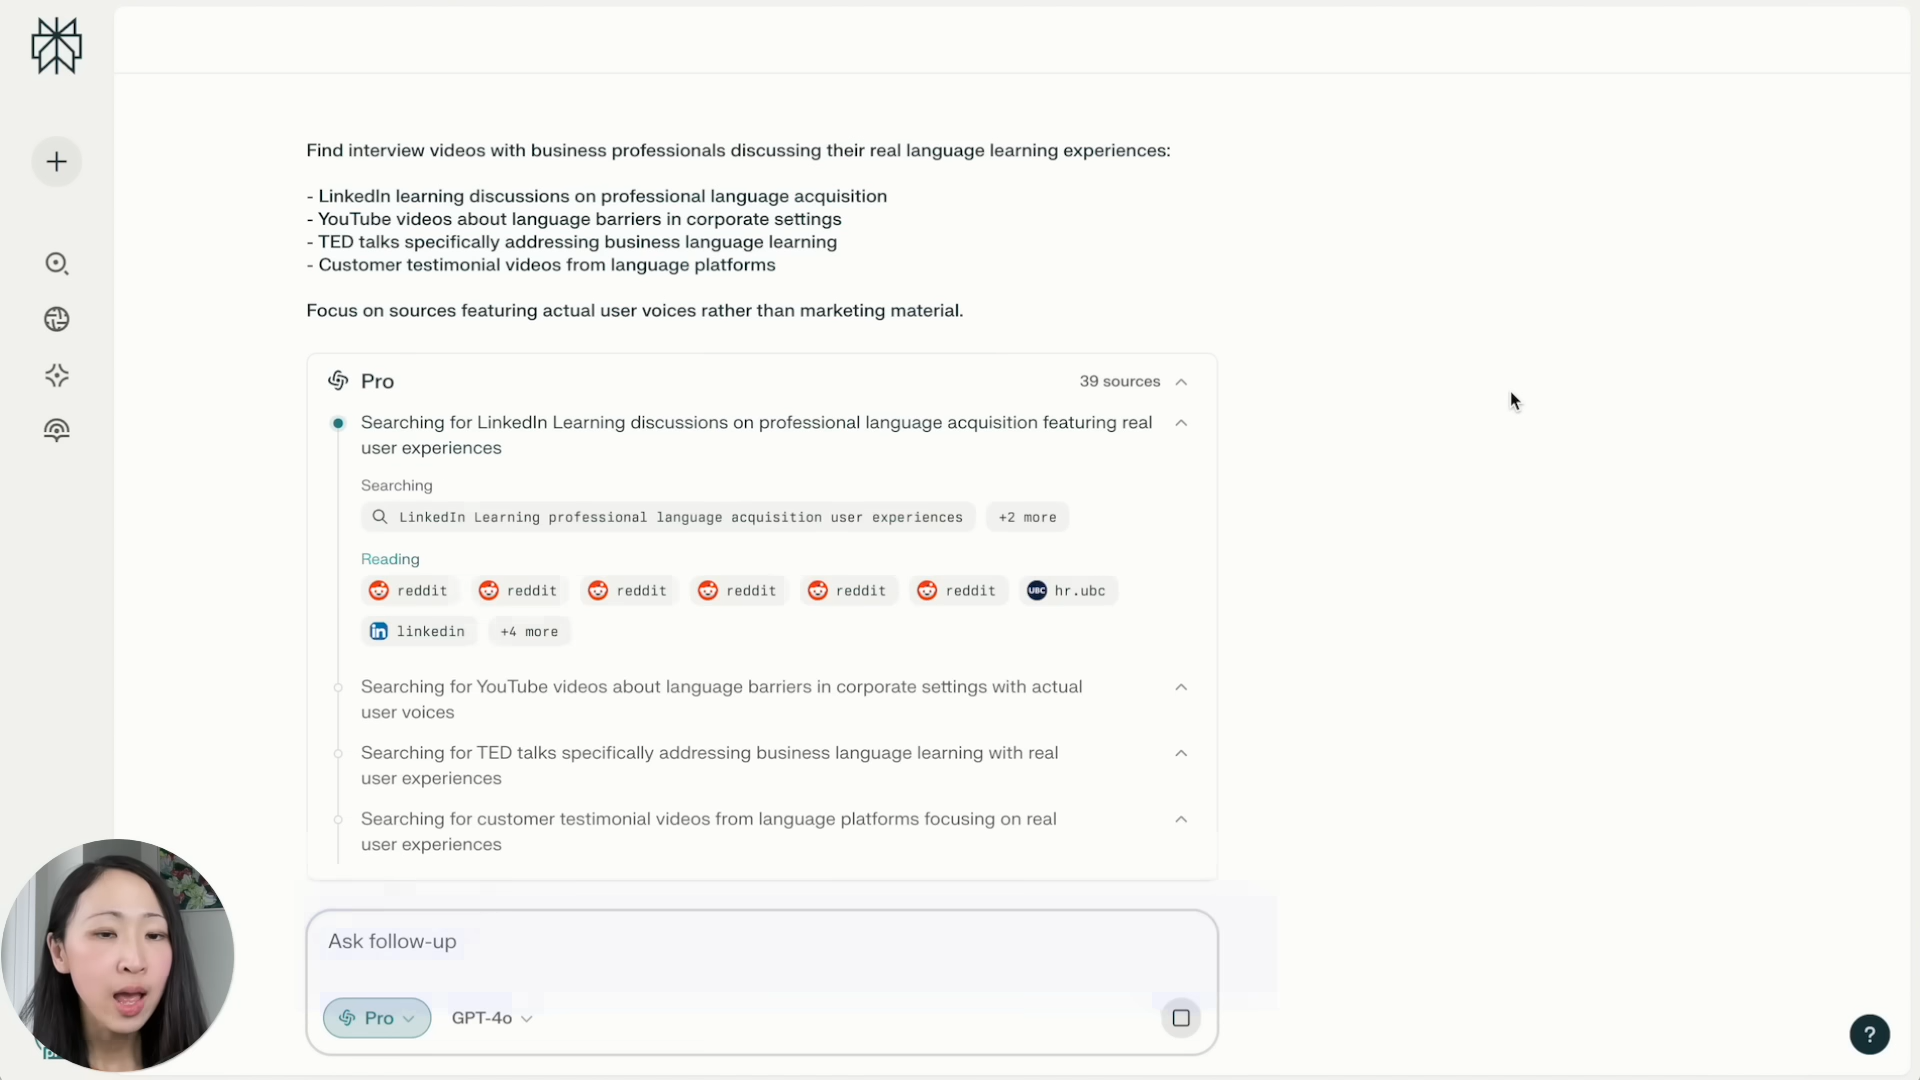 Find interview videos with business professionals discussing their real language learning experiences:
- LinkedIn learning discussions on professional language acquisition
- YouTube videos about language barriers in corporate settings
- TED talks specifically addressing business language learning
- Customer testimonial videos from language platforms
Focus on sources featuring actual user voices rather than marketing material.
Pro 39 sources
Searching for LinkedIn Learning discussions on professional language acquisition featuring real
user experiences
Searching
LinkedIn Learning professional language acquisition user experiences +2 more
Reading
reddit reddit reddit reddit reddit reddit UBC hr.ubc
in linkedin +4 more
Searching for YouTube videos about language barriers in corporate settings with actual
user voices
Searching for TED talks specifically addressing business language learning with real
user experiences
Searching for customer testimonial videos from language platforms focusing on real
user experiences
Ask follow-up
Pro GPT-4o
?